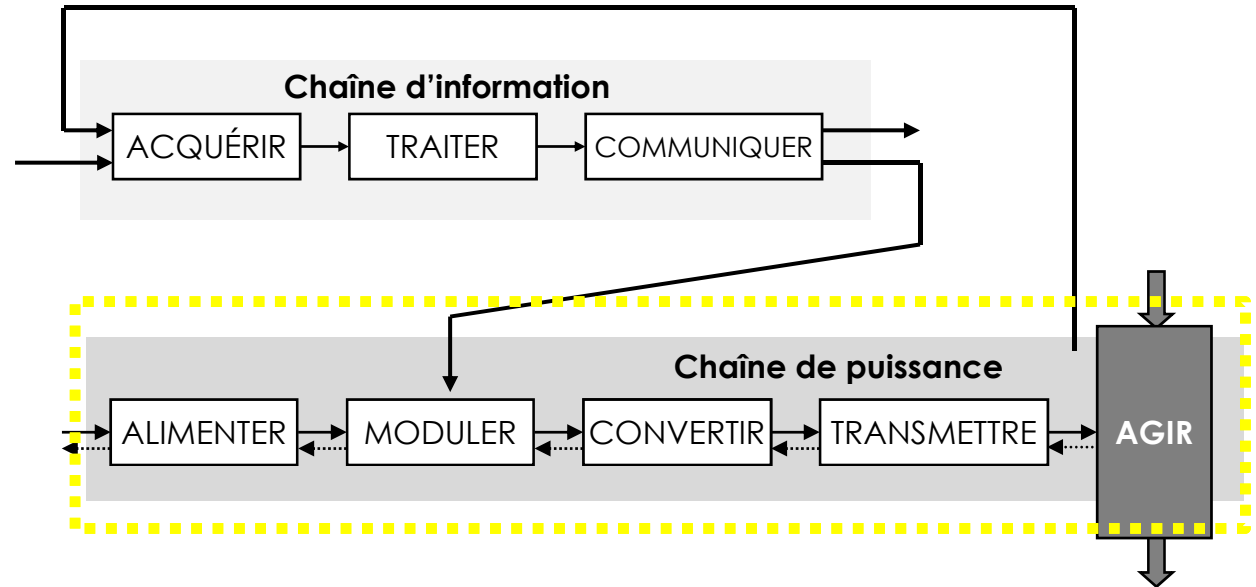 Chaîne d’information
ACQUÉRIR
TRAITER
COMMUNIQUER
Chaîne de puissance
ALIMENTER
MODULER
CONVERTIR
TRANSMETTRE
AGIR